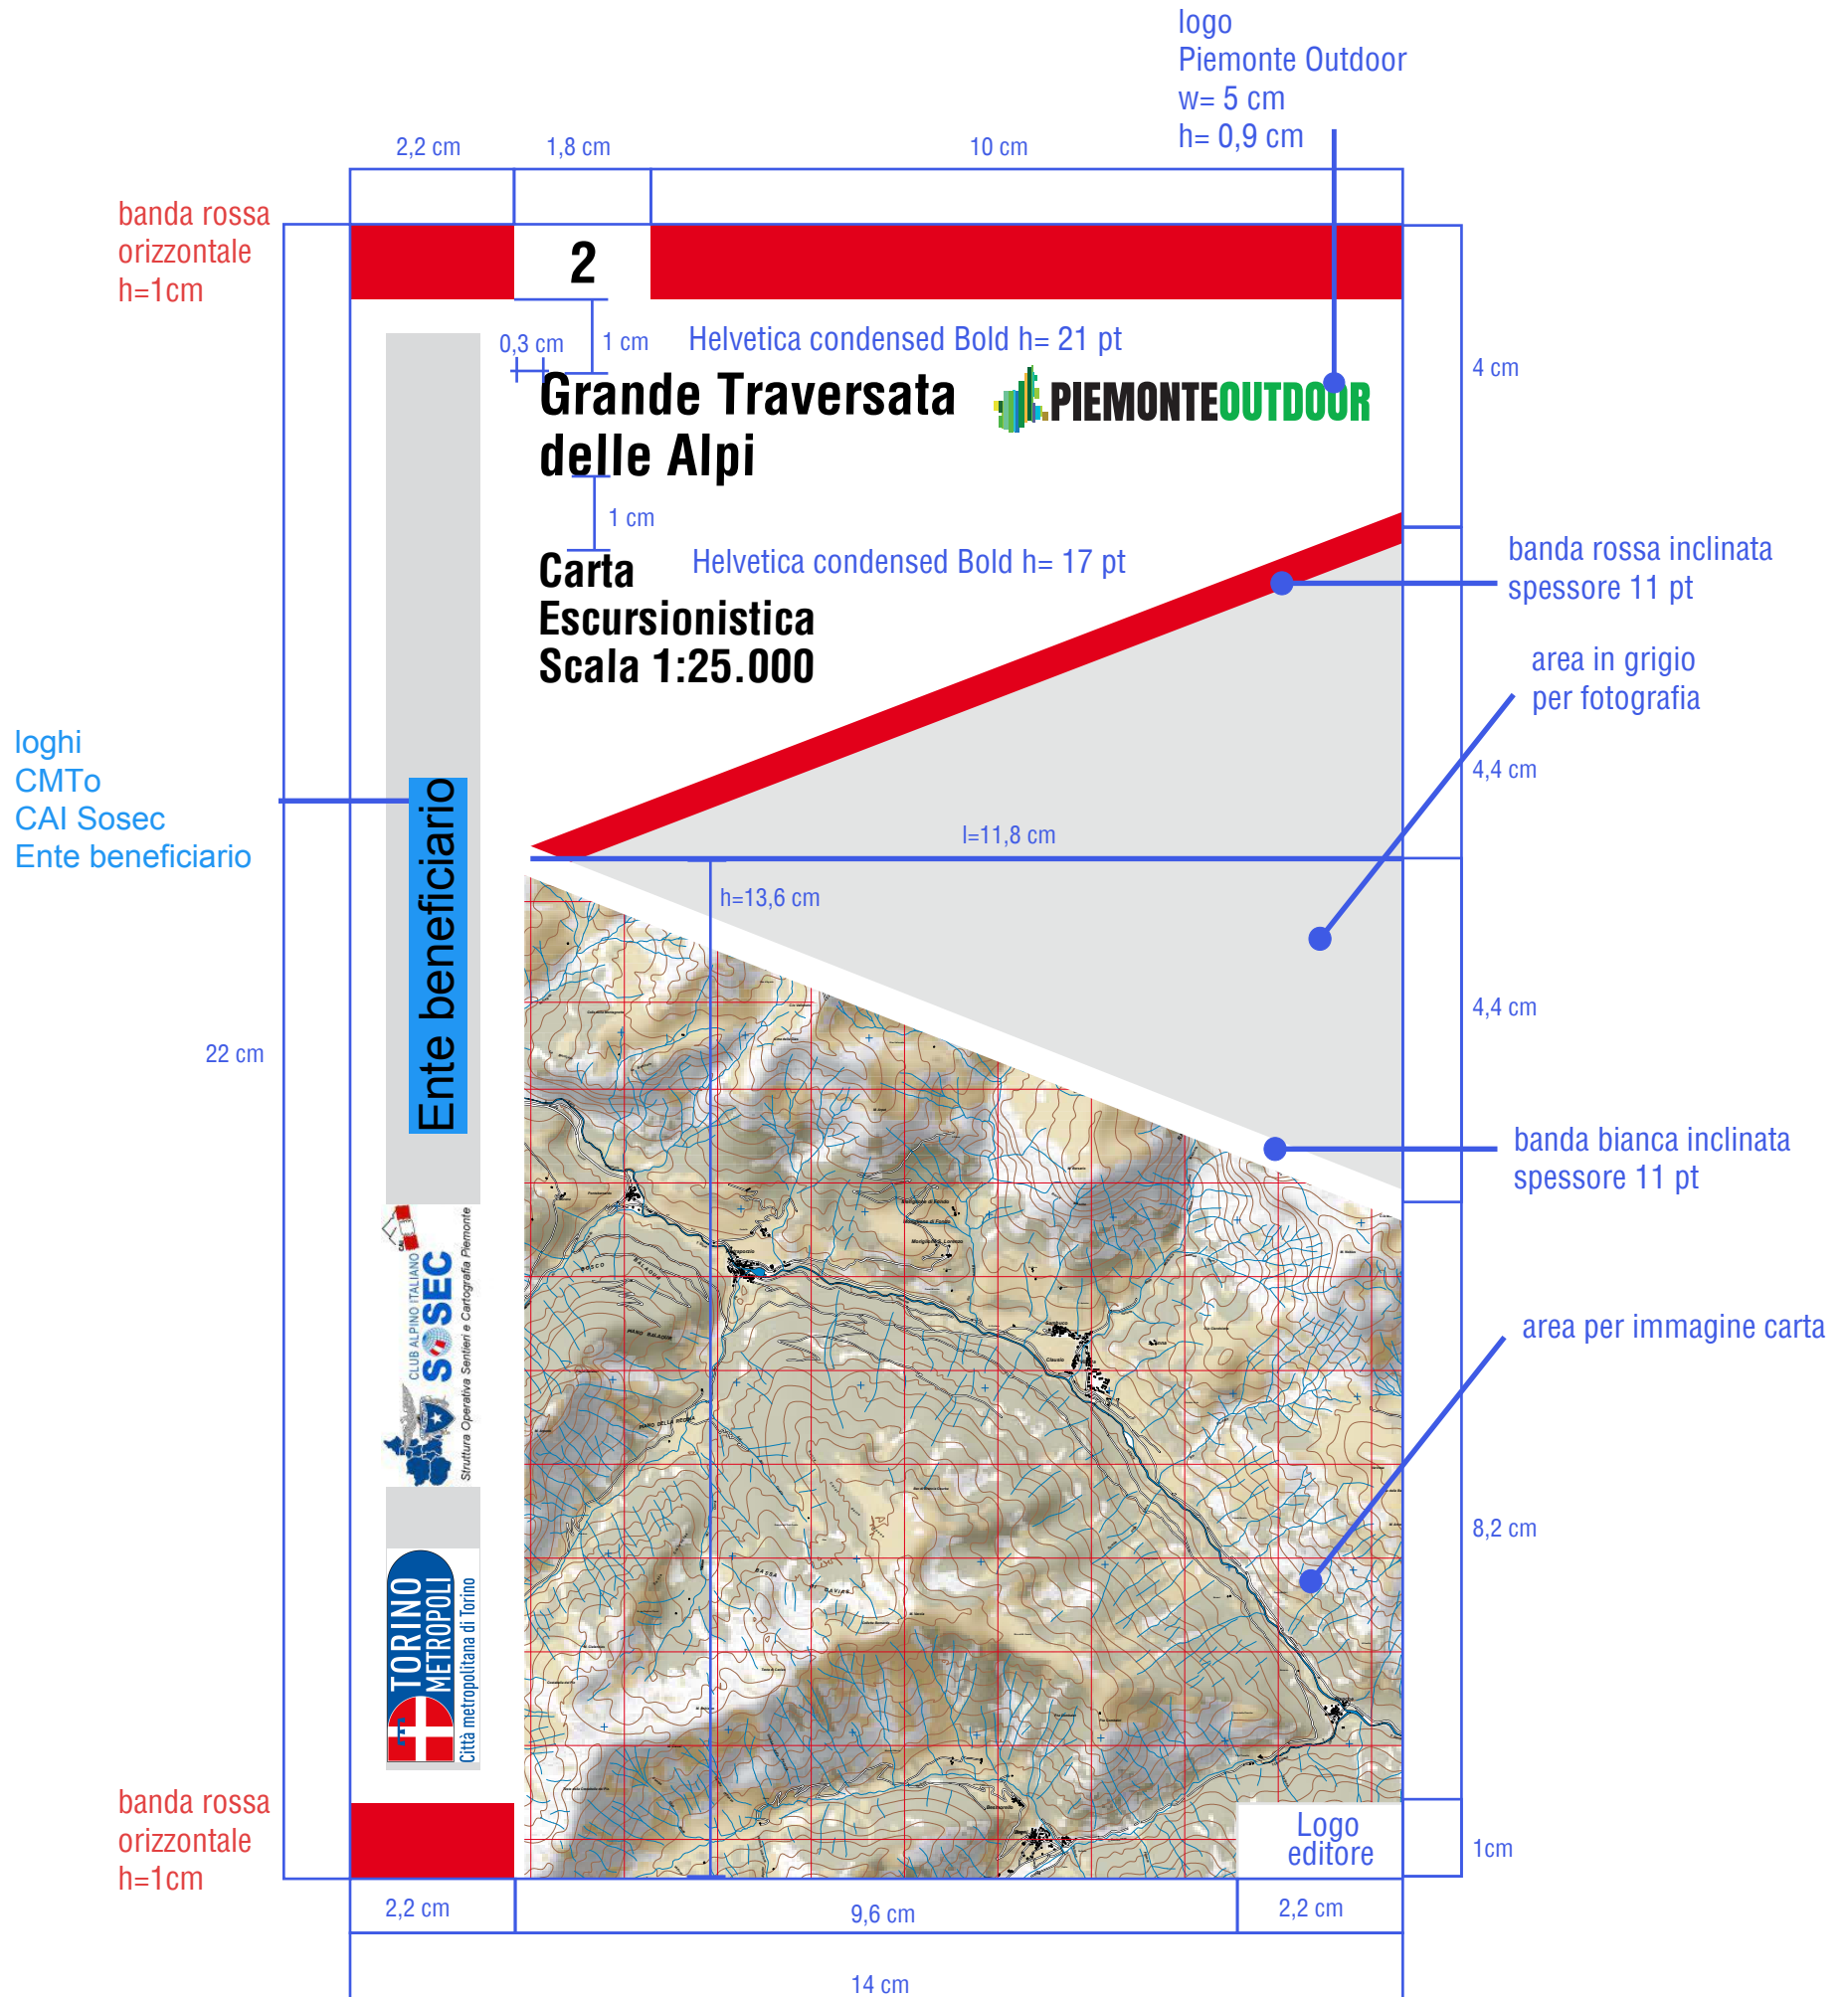 logo
Piemonte Outdoor
w= 5 cm
h= 0,9 cm
2,2 cm
1,8 cm
10 cm
banda rossa
orizzontale
h=1cm
2
0,3 cm
1 cm
Helvetica condensed Bold h= 21 pt
4 cm
Grande Traversata
delle Alpi
PIEMONTEOUTDOOR
1 cm
Carta
Escursionistica
Scala 1:25.000
Helvetica condensed Bold h= 17 pt
banda rossa inclinata
spessore 11 pt
area in grigio
per fotografia
loghi
CMTo
CAI Sosec
Ente beneficiario
Ente beneficiario
4,4 cm
l=11,8 cm
h=13,6 cm
22 cm
4,4 cm
banda bianca inclinata
spessore 11 pt
CAI
CLUB ALPINO ITALIANO
SOSEC
Struttura Operativa Sentieri e Cartografia Piemonte
area per immagine carta
8,2 cm
TORINO
METROPOLI
Città metropolitana di Torino
banda rossa
orizzontale
h=1cm
Logo
editore
1cm
2,2 cm
9,6 cm
2,2 cm
14 cm